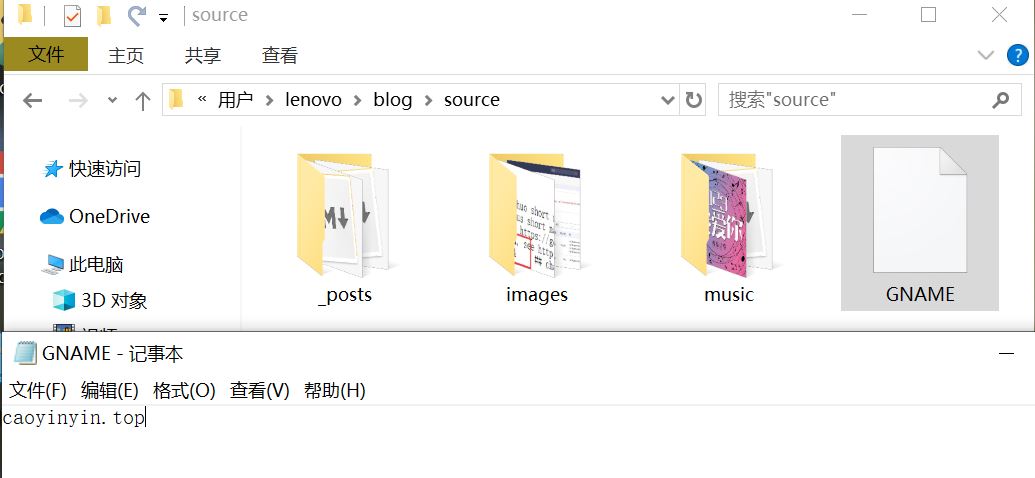 source
文件 主页 共享 查看
« 用户 > lenovo > blog > source
搜索"source"
快速访问
OneDrive
此电脑
3D 对象
_posts images music GNAME
GNAME - 记事本
文件(F) 编辑(E) 格式(O) 查看(V) 帮助(H)
caoyinyin.top